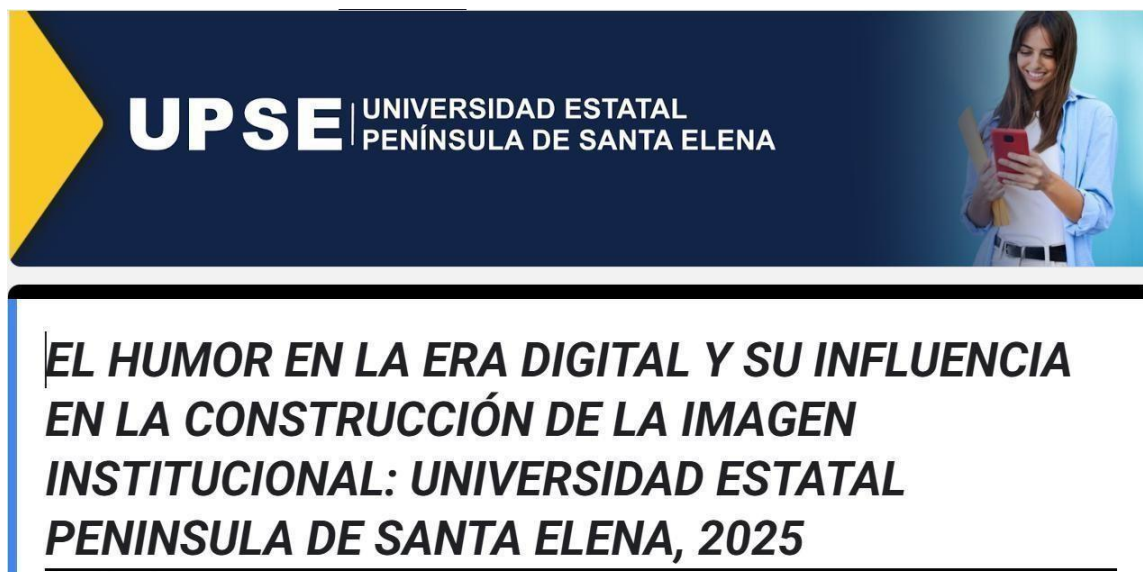 UPSE
UNIVERSIDAD ESTATAL
PENÍNSULA DE SANTA ELENA
EL HUMOR EN LA ERA DIGITAL Y SU INFLUENCIA
EN LA CONSTRUCCIÓN DE LA IMAGEN
INSTITUCIONAL: UNIVERSIDAD ESTATAL
PENINSULA DE SANTA ELENA, 2025